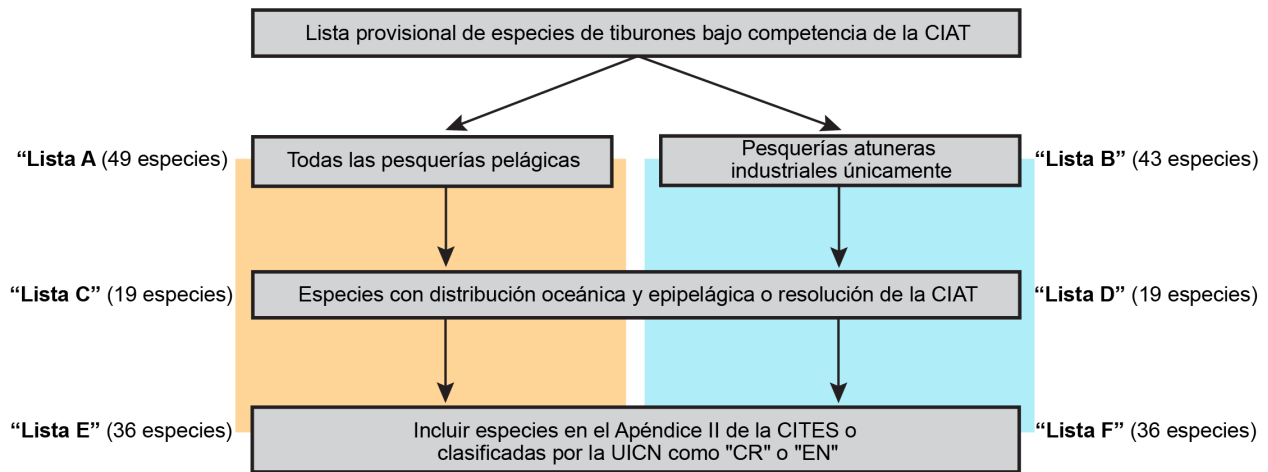 Lista provisional de especies de tiburones bajo competencia de la CIAT
“Lista A” (49 especies)
Todas las pesquerías pelágicas
Pesquerías atuneras
industriales únicamente
“Lista B” (43 especies)
“Lista C” (19 especies)
Especies con distribución oceánica y epipelágica o resolución de la CIAT
“Lista D” (19 especies)
“Lista E” (36 especies)
Incluir especies en el Apéndice II de la CITES o
clasificadas por la UICN como "CR" o "EN"
“Lista F” (36 especies)